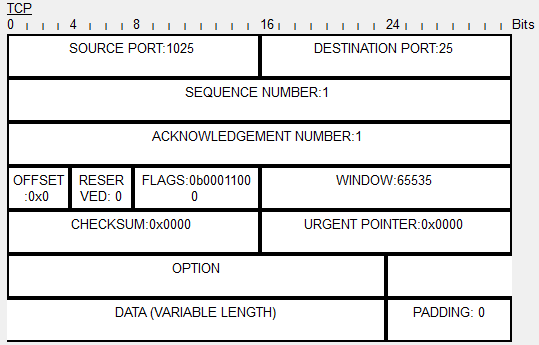 TCP
0 4 8 16 24 Bits
SOURCE PORT:1025 DESTINATION PORT:25
SEQUENCE NUMBER:1
ACKNOWLEDGEMENT NUMBER:1
OFFSET RESER FLAGS:0b0001100 WINDOW:65535
:0x0 VED: 0 0
CHECKSUM:0x0000 URGENT POINTER:0x0000
OPTION
DATA (VARIABLE LENGTH) PADDING: 0